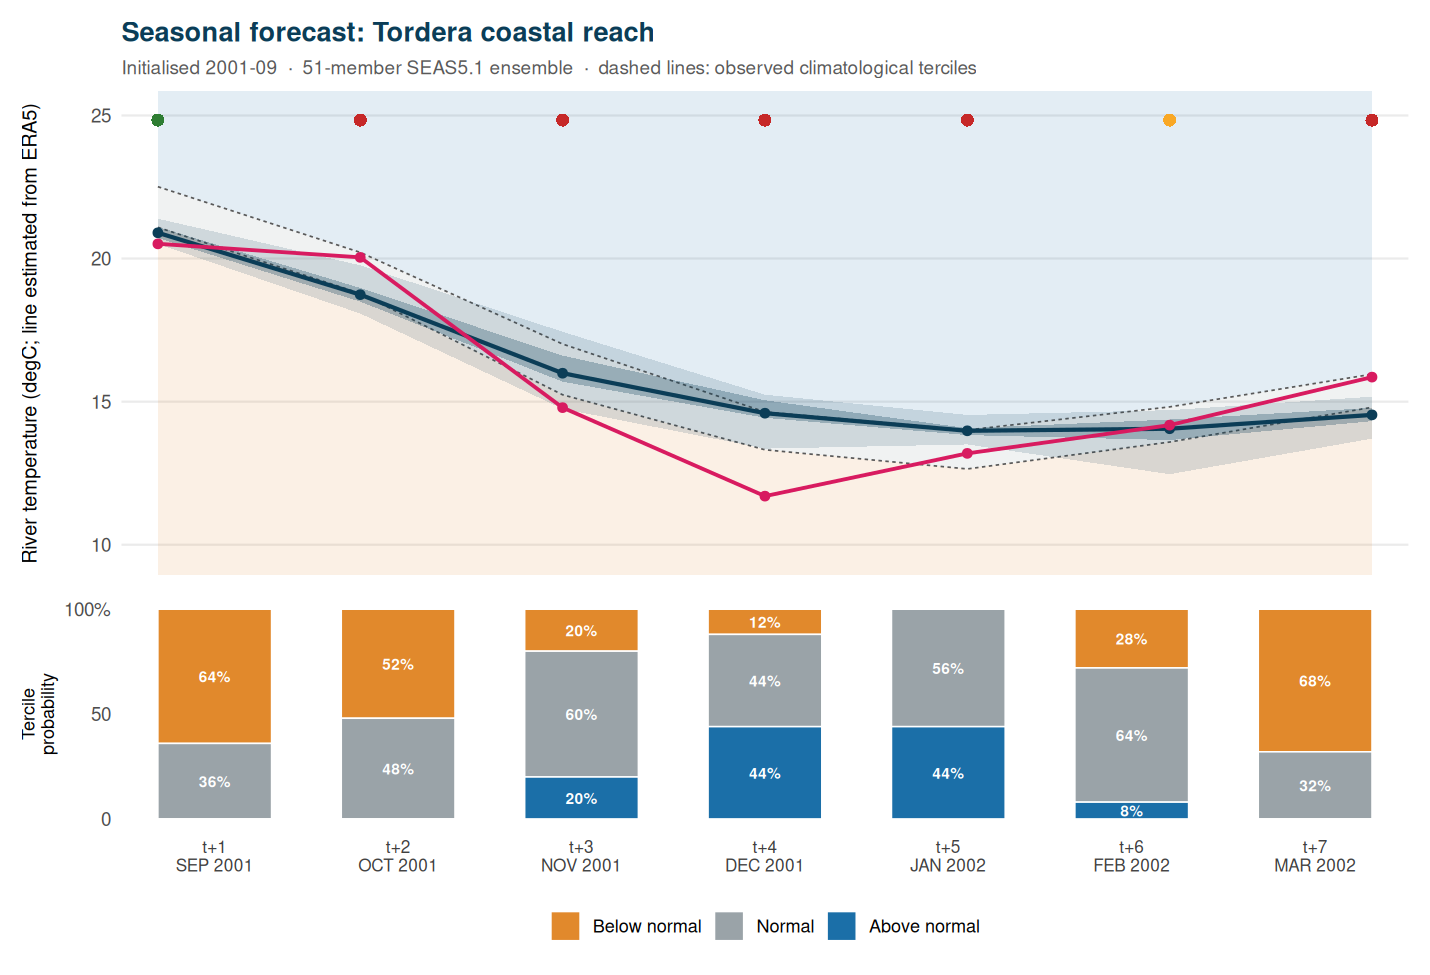 Seasonal forecast: Tordera coastal reach
Initialised 2001-09 · 51-member SEAS5.1 ensemble · dashed lines: observed climatological terciles
River temperature (degC; line estimated from ERA5)
25
20
15
10
Tercile
probability
100%
50
0
64%
36%
52%
48%
20%
60%
20%
12%
44%
44%
56%
44%
28%
64%
8%
68%
32%
t+1
SEP 2001
t+2
OCT 2001
t+3
NOV 2001
t+4
DEC 2001
t+5
JAN 2002
t+6
FEB 2002
t+7
MAR 2002
Below normal
Normal
Above normal